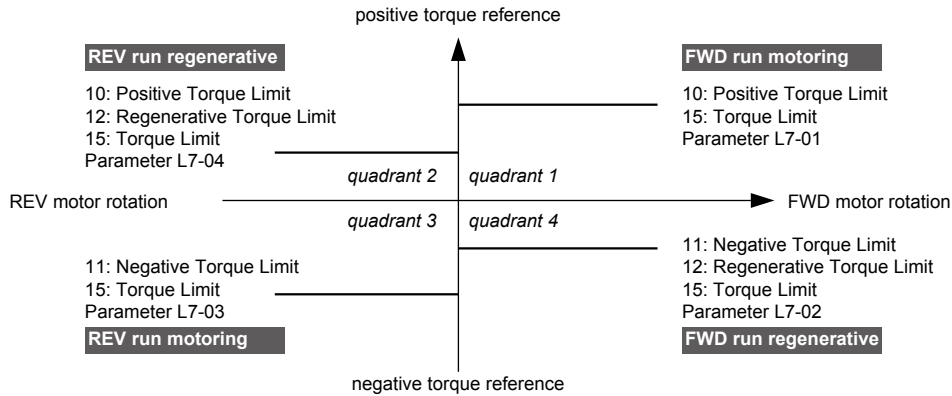 positive torque reference
REV run regenerative
10: Positive Torque Limit
12: Regenerative Torque Limit
15: Torque Limit
Parameter L7-04
FWD run motoring
10: Positive Torque Limit
15: Torque Limit
Parameter L7-01
quadrant 2
quadrant 1
REV motor rotation
FWD motor rotation
quadrant 3
quadrant 4
11: Negative Torque Limit
15: Torque Limit
Parameter L7-03
REV run motoring
11: Negative Torque Limit
12: Regenerative Torque Limit
15: Torque Limit
Parameter L7-02
FWD run regenerative
negative torque reference